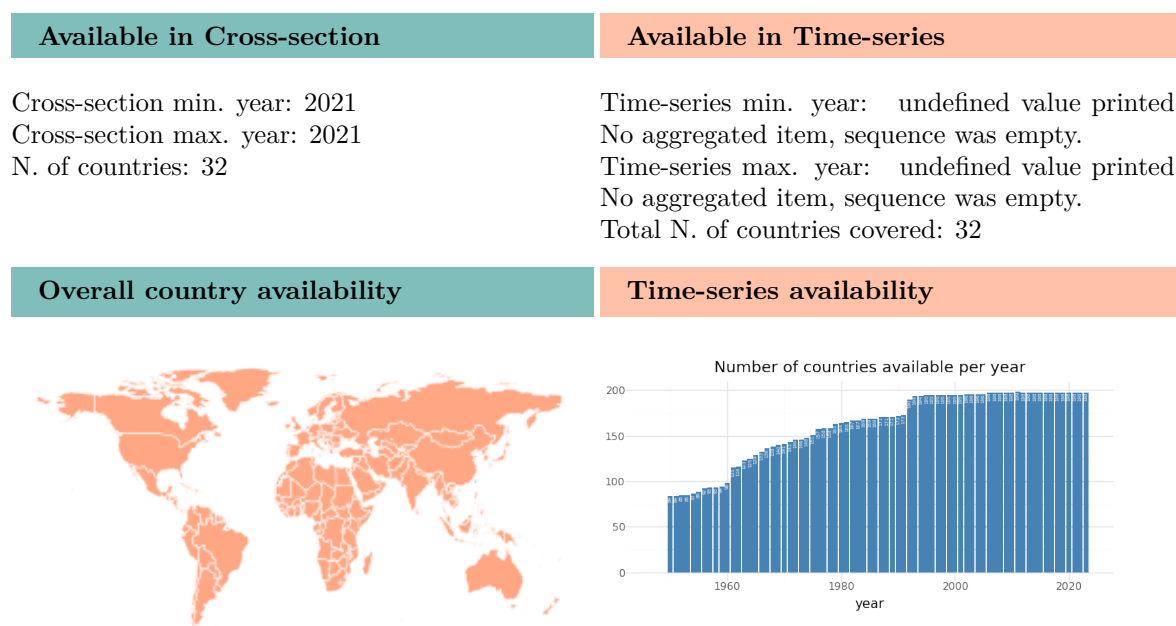 Available in Cross-section
Available in Time-series
Cross-section min. year: 2021
Cross-section max. year: 2021
N. of countries: 32
Time-series min. year: undefined value printed
No aggregated item, sequence was empty.
Time-series max. year: undefined value printed
No aggregated item, sequence was empty.
Total N. of countries covered: 32
Overall country availability
Time-series availability
Number of countries available per year
200
150
100
50
0
1960
1980
2000
2020
year